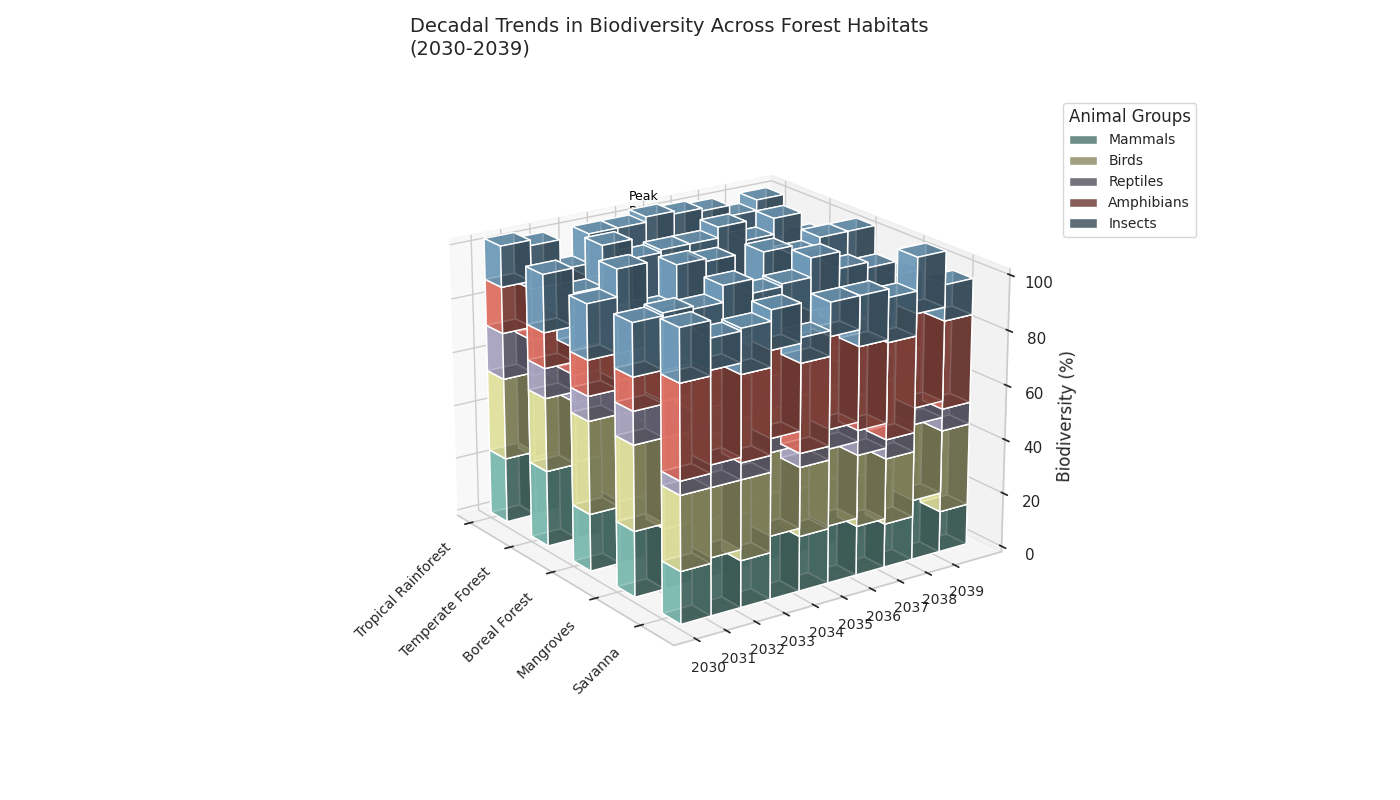 Decadal Trends in Biodiversity Across Forest Habitats
(2030-2039)
Animal Groups
Mammals
Birds
Reptiles
Amphibians
Insects
Peak
100
80
60
40
20
0
Biodiversity (%)
Tropical Rainforest
Temperate Forest
Boreal Forest
Mangroves
Savanna
2030
2031
2032
2033
2034
2035
2036
2037
2038
2039